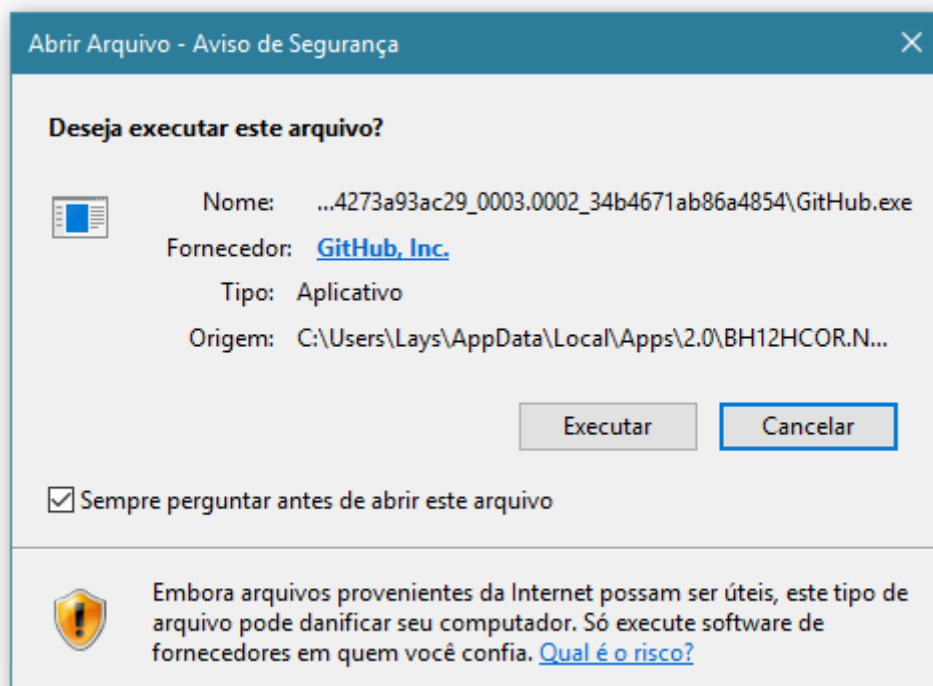 Abrir Arquivo - Aviso de Segurança
Deseja executar este arquivo?
Nome: ...4273a93ac29_0003.0002_34b4671ab86a4854\GitHub.exe
Fornecedor: GitHub, Inc.
Tipo: Aplicativo
Origem: C:\Users\Lays\AppData\Local\Apps\2.0\BH12HCOR.N...
Executar Cancelar
Sempre perguntar antes de abrir este arquivo
Embora arquivos provenientes da Internet possam ser úteis, este tipo de
arquivo pode danificar seu computador. Só execute software de
fornecedores em quem você confia. Qual é o risco?